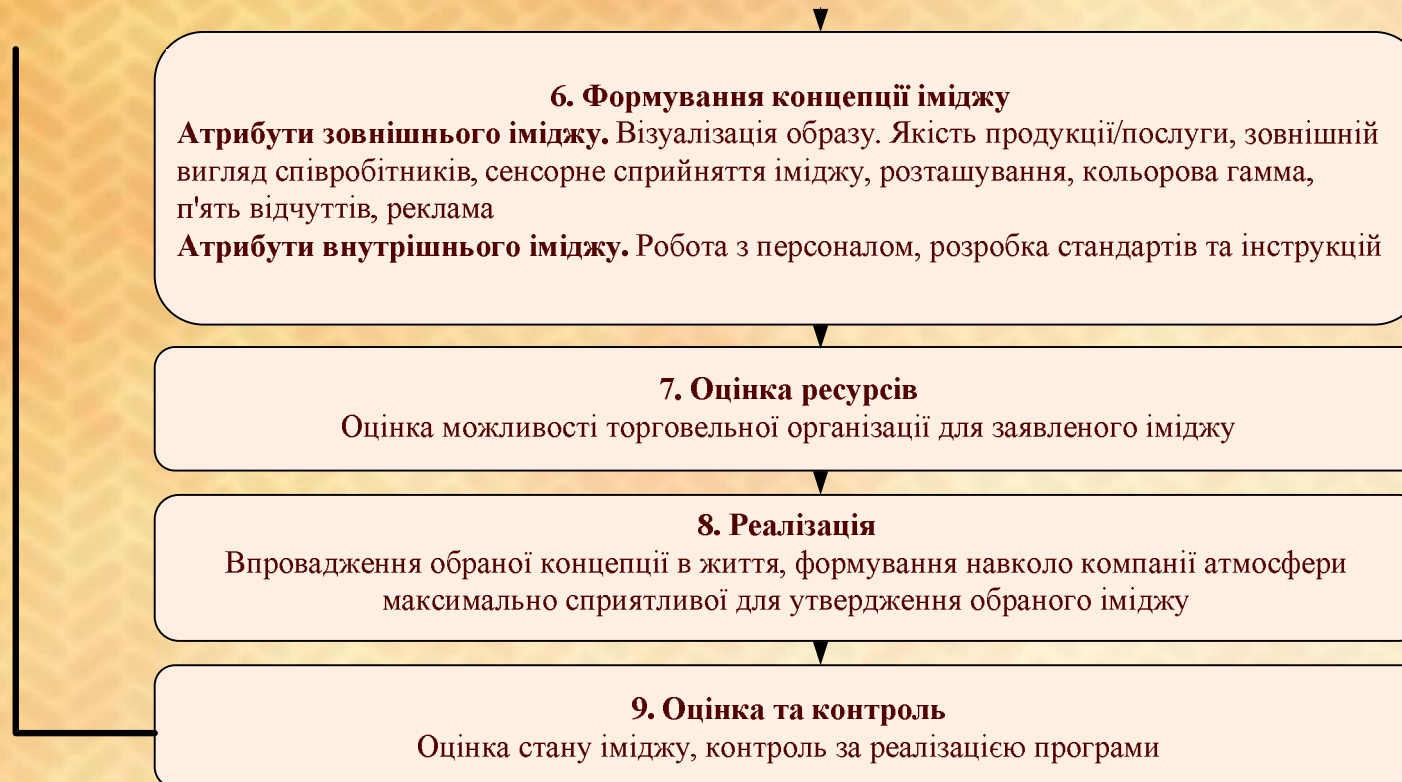 6. Формування концепції іміджу
Атрибути зовнішнього іміджу. Візуалізація образу. Якість продукції/послуги, зовнішній
вигляд співробітників, сенсорне сприйняття іміджу, розташування, кольорова гамма,
п'ять відчуттів, реклама
Атрибути внутрішнього іміджу. Робота з персоналом, розробка стандартів та інструкцій
7. Оцінка ресурсів
Оцінка можливості торговельної організації для заявленого іміджу
8. Реалізація
Впровадження обраної концепції в життя, формування навколо компанії атмосфери
максимально сприятливої для утвердження обраного іміджу
9. Оцінка та контроль
Оцінка стану іміджу, контроль за реалізацією програми